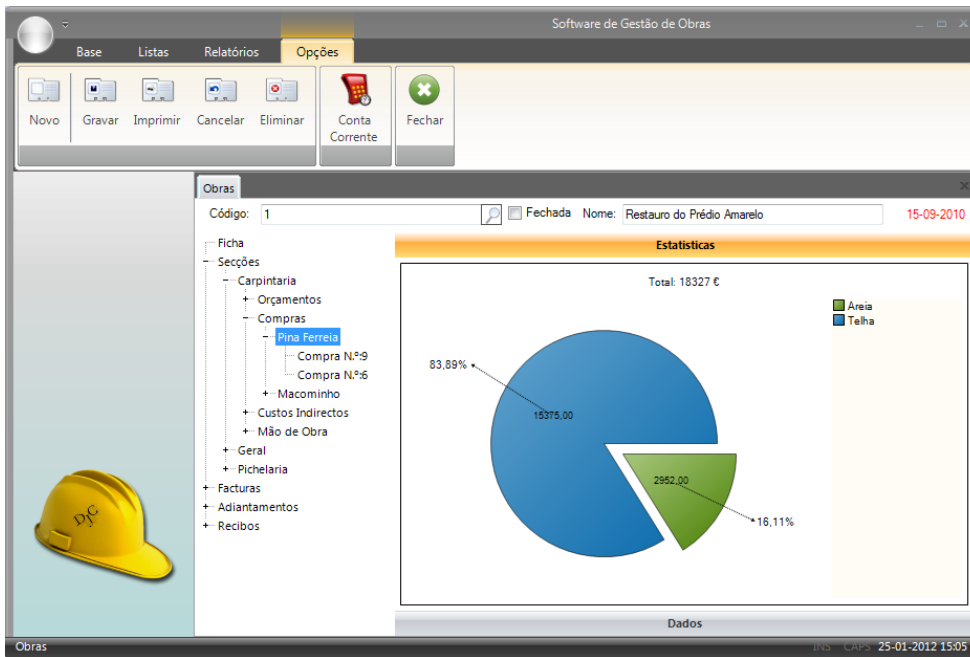 Software de Gestão de Obras
Base Listas Relatórios Opções
Novo Gravar Imprimir Cancelar Eliminar Conta Corrente Fechar
Obras
Código: 1 Fechada Nome: Restauro do Prédio Amarelo 15-09-2010
Ficha
Secções
Carpintaria
Orçamentos
Compras
Pina Ferreia
Compra N.º:9
Compra N.º:6
Macominho
Custos Indirectos
Mão de Obra
Geral
Pichelaria
Facturas
Adiantamentos
Recibos
Estatisticas
Total: 18327 €
Areia
Telha
83,89%
15375,00
2952,00
16,11%
Dados
DJC
Obras INS CAPS 25-01-2012 15:05